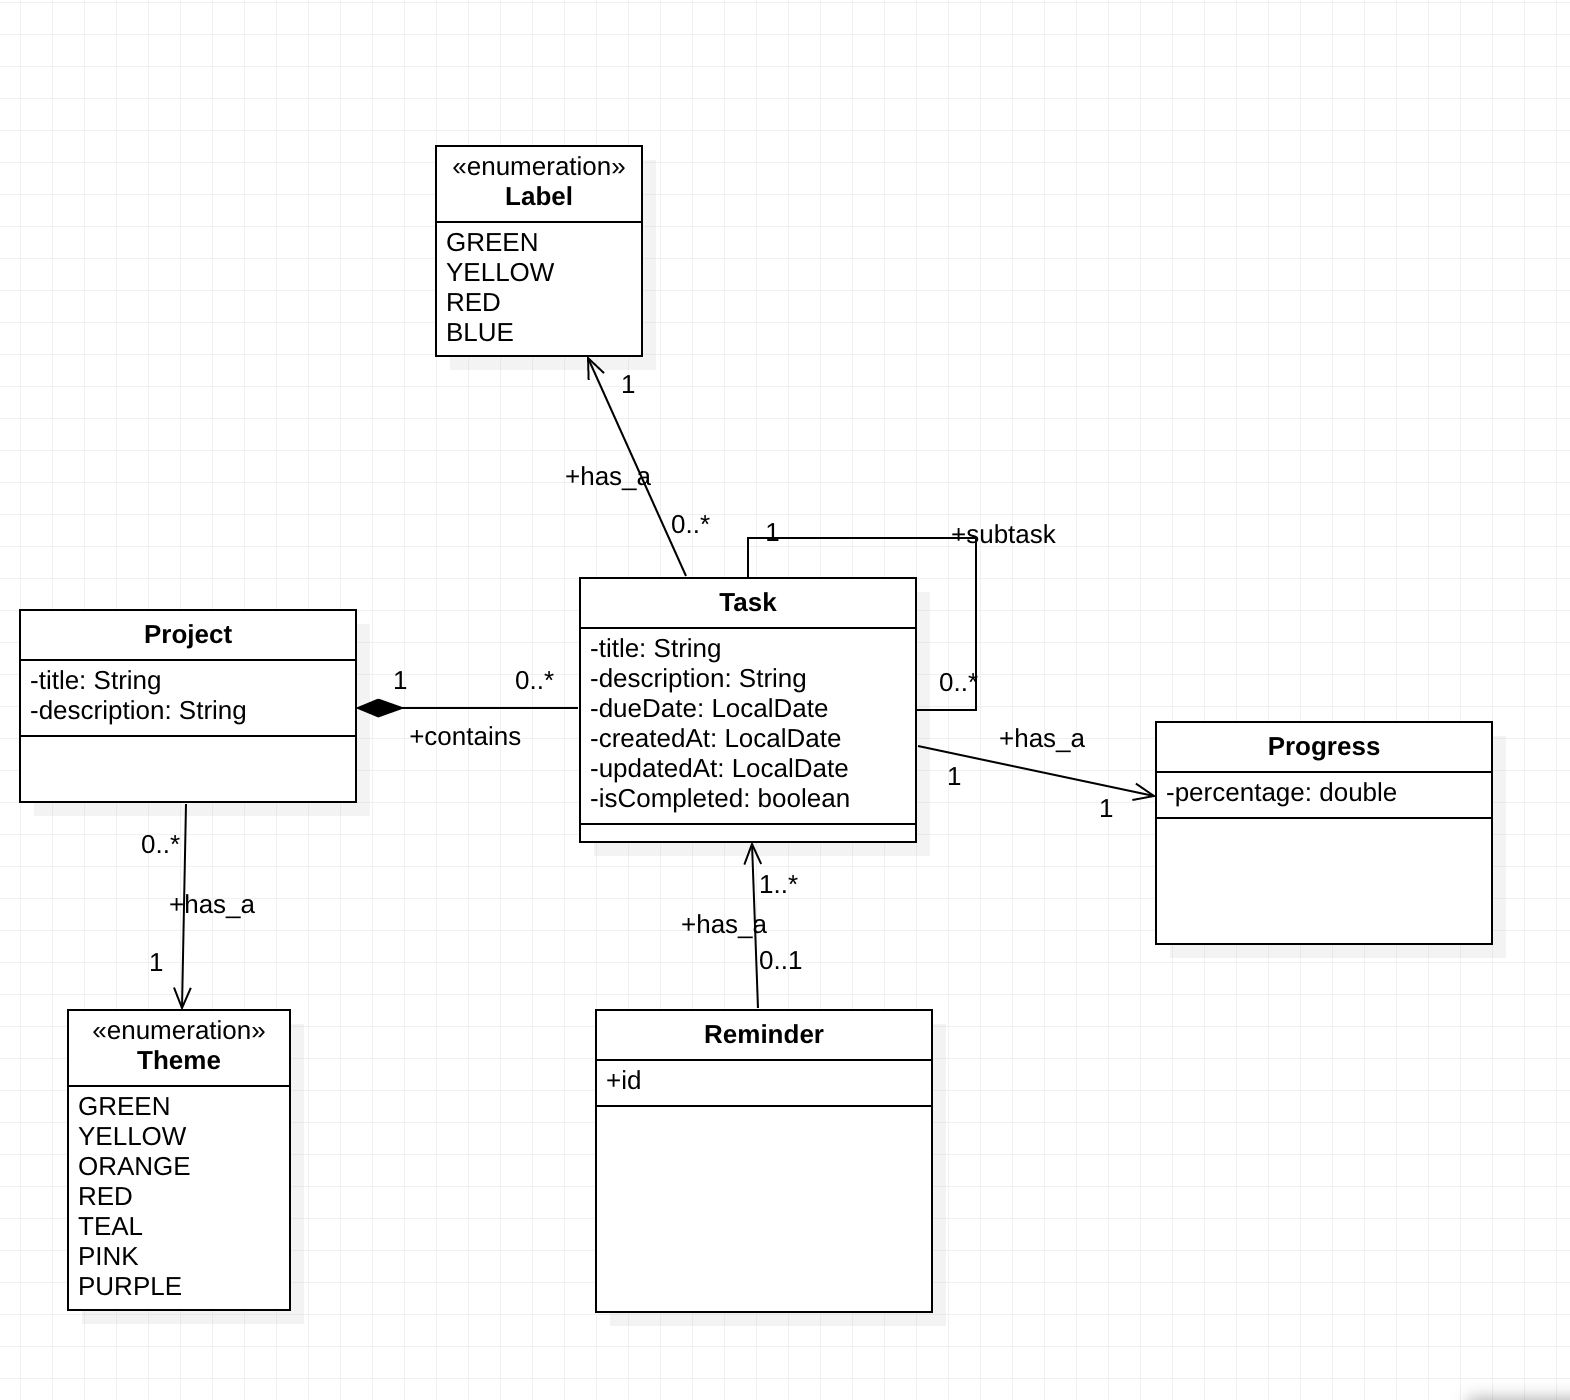 «enumeration»
Label
GREEN
YELLOW
RED
BLUE
1
+has_a
0..*
1
+subtask
Task
-title: String
-description: String
-dueDate: LocalDate
-createdAt: LocalDate
-updatedAt: LocalDate
-isCompleted: boolean
0..*
Project
-title: String
-description: String
1
0..*
+contains
+has_a
1
1
Progress
-percentage: double
0..*
+has_a
1
1..*
+has_a
0..1
«enumeration»
Theme
GREEN
YELLOW
ORANGE
RED
TEAL
PINK
PURPLE
Reminder
+id